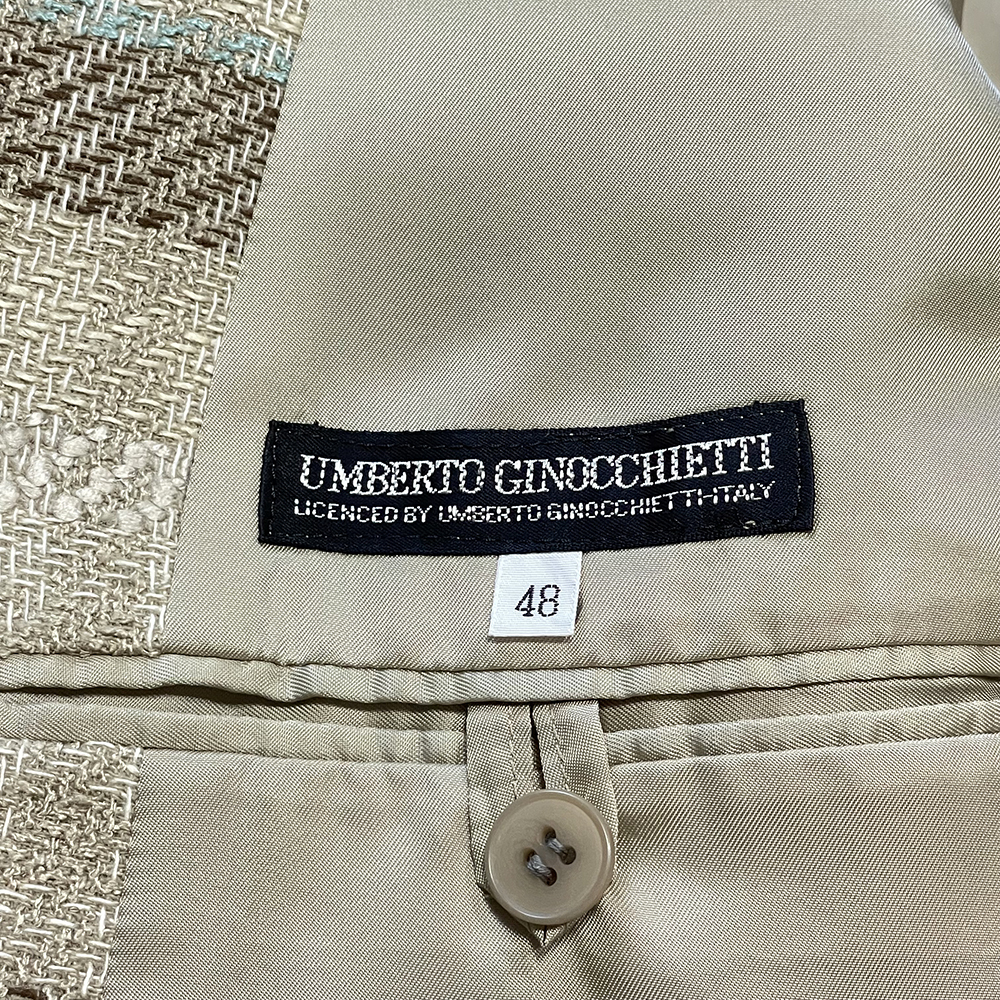 UMBERTO GINOCCHIETTI
LICENCED BY UMBERTO GINOCCHIETTI-ITALY
48